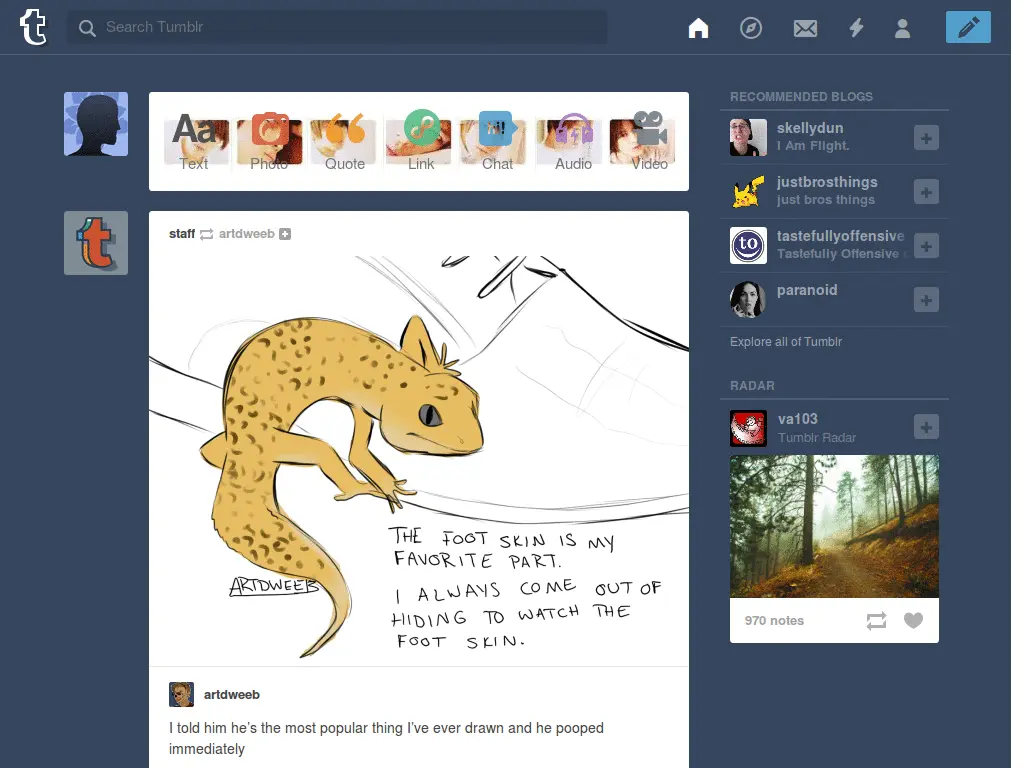 Search Tumblr
Aa
Text
Photo
Quote
Link
Chat
Audio
Video
staff artdweeb
THE FOOT SKIN IS MY
FAVORITE PART.
I ALWAYS COME OUT OF
HIDING TO WATCH THE
FOOT SKIN.
ARTDWEEB
artdweeb
I told him he's the most popular thing I've ever drawn and he pooped
immediately
RECOMMENDED BLOGS
skellydun
I Am Flight.
justbrosthings
just bros things
to
tastefullyoffensive
Tastefully Offensive
paranoid
Explore all of Tumblr
RADAR
va103
Tumblr Radar
970 notes